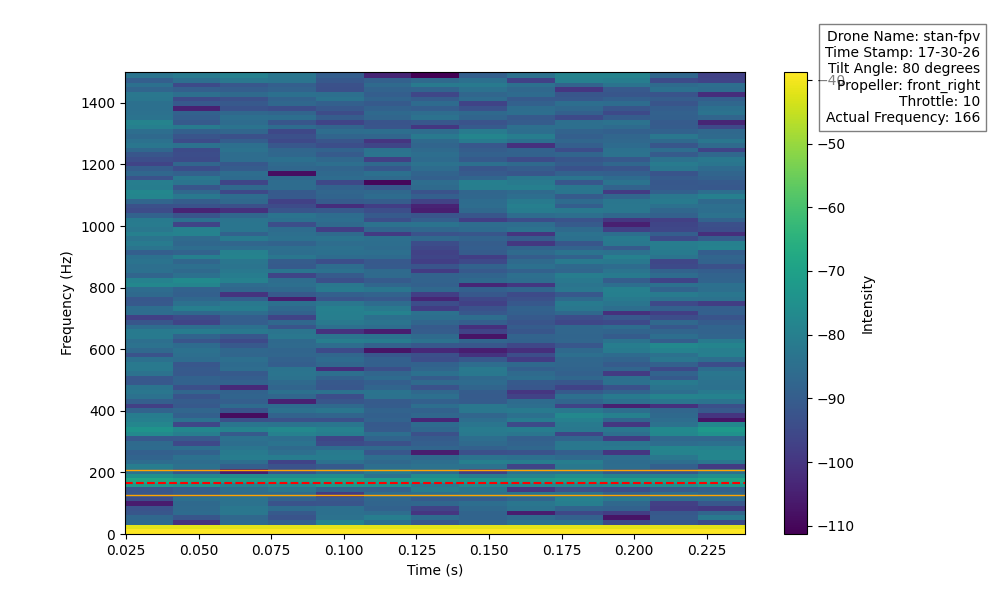 Drone Name: stan-fpv
Time Stamp: 17-30-26
Tilt Angle: 80 degrees
Propeller: front_right
Throttle: 10
Actual Frequency: 166
1400
1200
1000
800
600
400
200
0
Frequency (Hz)
0.025
0.050
0.075
0.100
0.125
0.150
0.175
0.200
0.225
Time (s)
−40
−50
−60
−70
−80
−90
−100
−110
Intensity